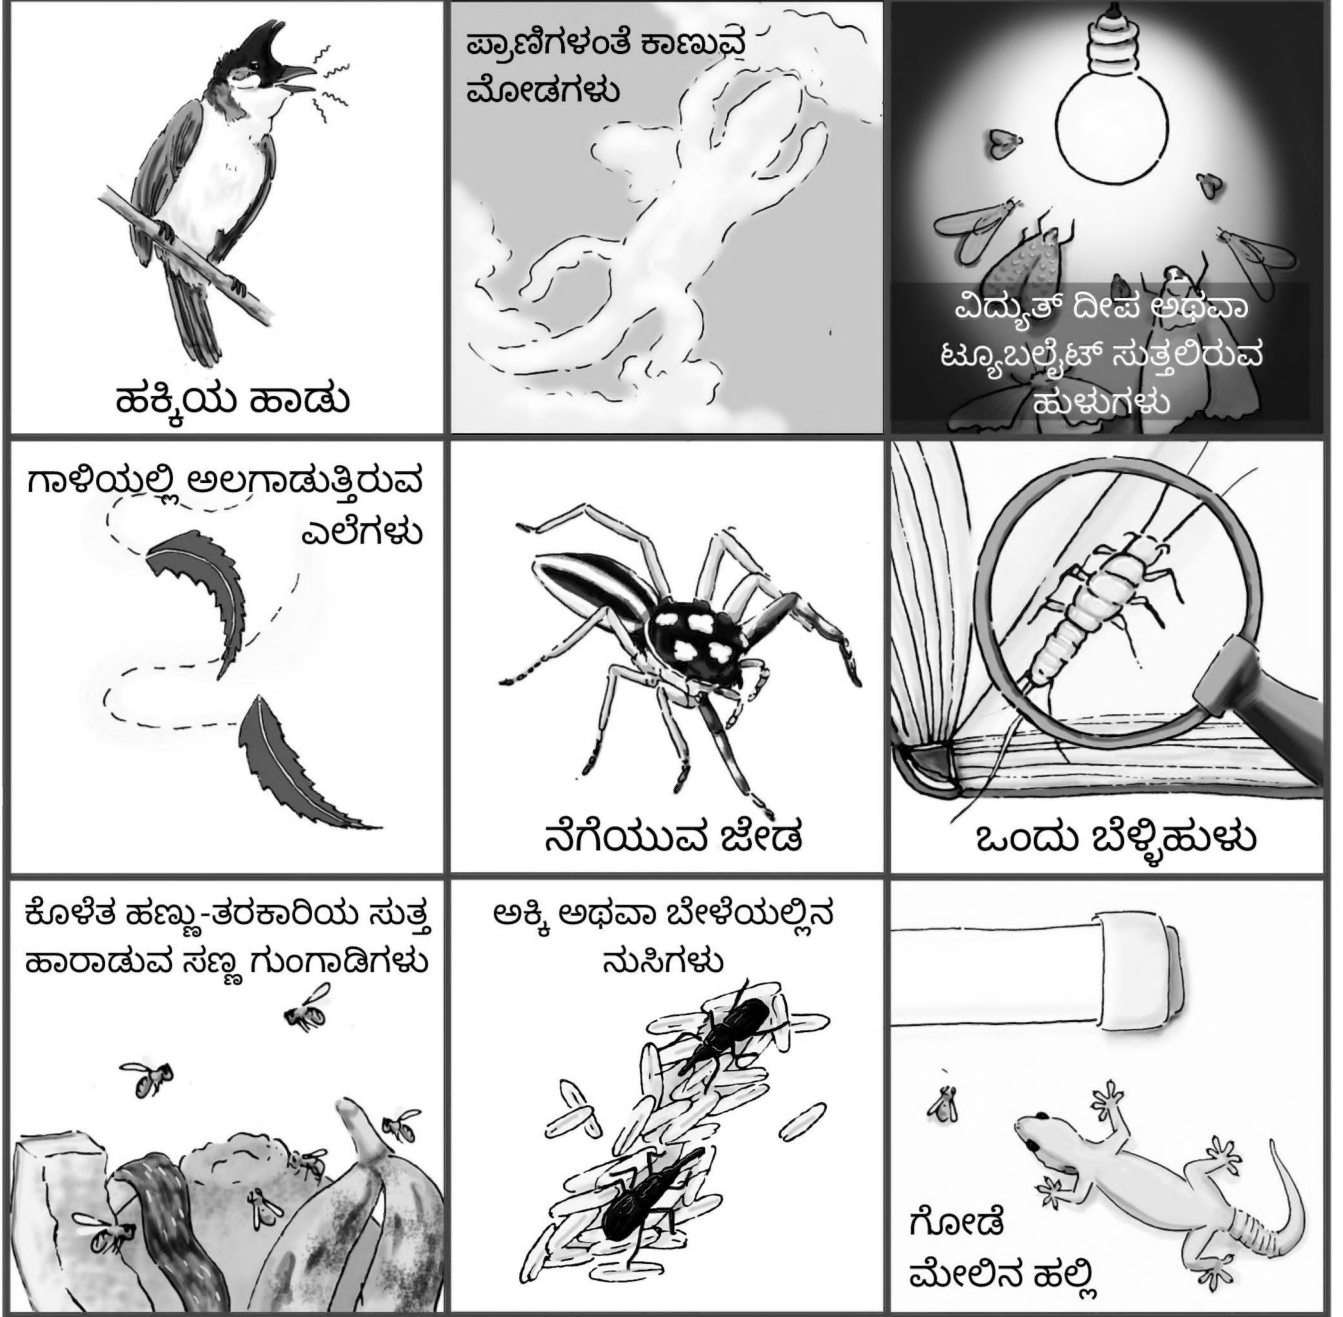 ಹಕ್ಕಿಯ ಹಾಡು
ಪ್ರಾಣಿಗಳಂತೆ ಕಾಣುವ
ಮೋಡಗಳು
ವಿದ್ಯುತ್ ದೀಪ ಅಥವಾ
ಟ್ಯೂಬಲೈಟ್ ಸುತ್ತಲಿರುವ
ಹುಳುಗಳು
ಗಾಳಿಯಲ್ಲಿ ಅಲಗಾಡುತ್ತಿರುವ
ಎಲೆಗಳು
ನೆಗೆಯುವ ಜೇಡ
ಒಂದು ಬೆಳ್ಳಿಹುಳು
ಕೊಳೆತ ಹಣ್ಣು-ತರಕಾರಿಯ ಸುತ್ತ
ಹಾರಾಡುವ ಸಣ್ಣ ಗುಂಗಾಡಿಗಳು
ಅಕ್ಕಿ ಅಥವಾ ಬೇಳೆಯಲ್ಲಿನ
ನುಸಿಗಳು
ಗೋಡೆ
ಮೇಲಿನ ಹಲ್ಲಿ